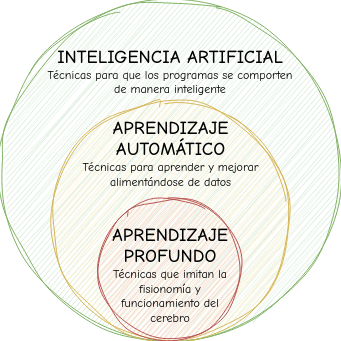 INTELIGENCIA ARTIFICIAL
Técnicas para que los programas se comporten
de manera inteligente
APRENDIZAJE
AUTOMÁTICO
Técnicas para aprender y mejorar
alimentándose de datos
APRENDIZAJE
PROFUNDO
Técnicas que imitan la
fisionomía y
funcionamiento del
cerebro